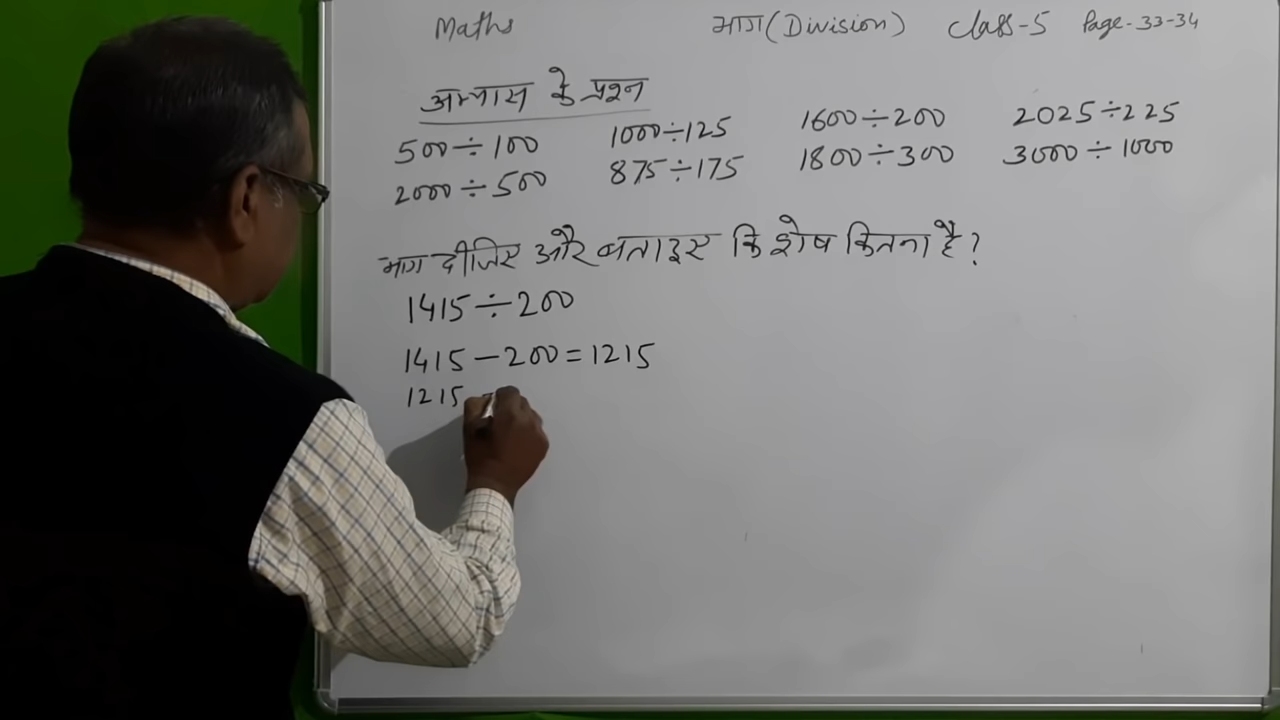 Maths भाग (Division) Class-5 Page-33-34
अभ्यास के प्रश्न
500÷100 1000÷125 1600÷200 2025÷225
2000÷500 875÷175 1800÷300 3000÷1000
भाग दीजिए और बताइए कि शेष कितना है?
1415÷200
1415-200=1215
1215